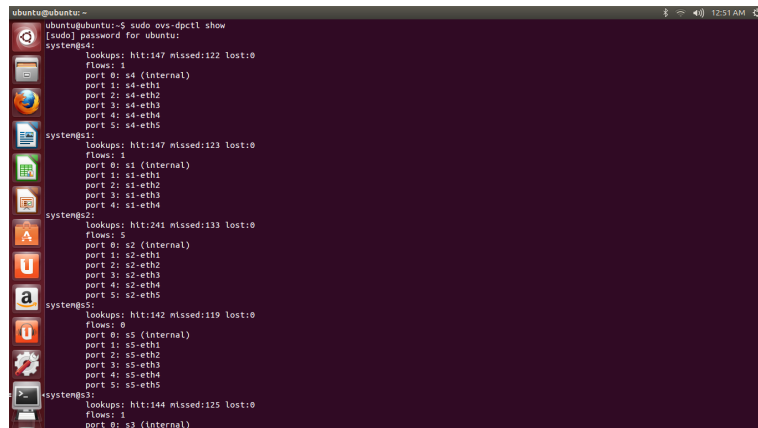 ubuntu@ubuntu: ~
12:51 AM
ubuntu@ubuntu:~$ sudo ovs-dpctl show
[sudo] password for ubuntu:
system@s4:
lookups: hit:147 missed:122 lost:0
flows: 1
port 0: s4 (internal)
port 1: s4-eth1
port 2: s4-eth2
port 3: s4-eth3
port 4: s4-eth4
port 5: s4-eth5
system@s1:
lookups: hit:147 missed:123 lost:0
flows: 1
port 0: s1 (internal)
port 1: s1-eth1
port 2: s1-eth2
port 3: s1-eth3
port 4: s1-eth4
system@s2:
lookups: hit:241 missed:133 lost:0
flows: 5
port 0: s2 (internal)
port 1: s2-eth1
port 2: s2-eth2
port 3: s2-eth3
port 4: s2-eth4
port 5: s2-eth5
system@s5:
lookups: hit:142 missed:119 lost:0
flows: 0
port 0: s5 (internal)
port 1: s5-eth1
port 2: s5-eth2
port 3: s5-eth3
port 4: s5-eth4
port 5: s5-eth5
system@s3:
lookups: hit:144 missed:125 lost:0
flows: 1
port 0: s3 (internal)